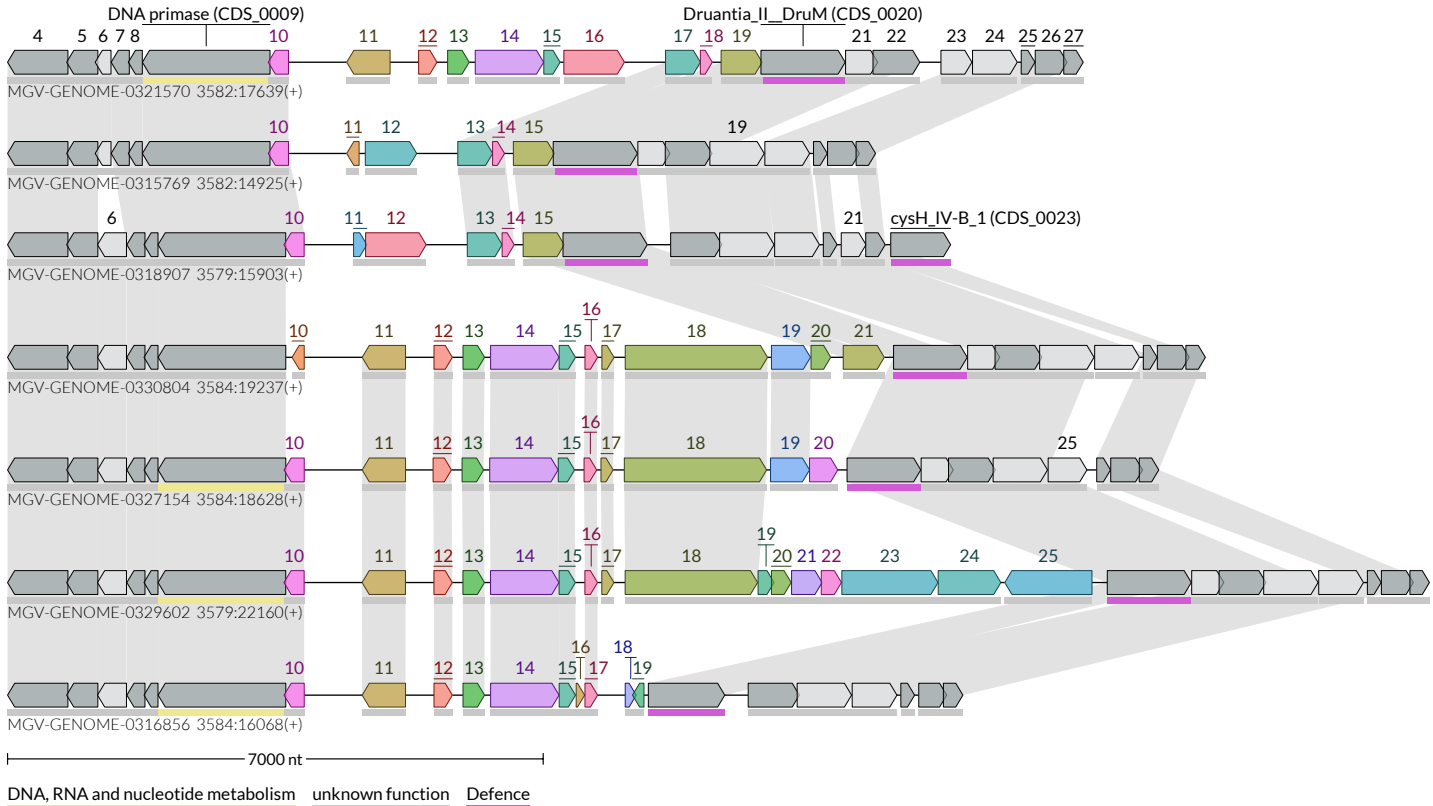 DNA primase (CDS_0009) Druantia_II__DruM (CDS_0020)
4 5 6 7 8 10 11 12 13 14 15 16 17 18 19 21 22 23 24 25 26 27
MGV-GENOME-0321570 3582:17639(+)
10 11 12 13 14 15 19
MGV-GENOME-0315769 3582:14925(+)
6 10 11 12 13 14 15 21 cysH_IV-B_1 (CDS_0023)
MGV-GENOME-0318907 3579:15903(+)
10 11 12 13 14 15 16 17 18 19 20 21
MGV-GENOME-0330804 3584:19237(+)
10 11 12 13 14 15 16 17 18 19 20 25
MGV-GENOME-0327154 3584:18628(+)
10 11 12 13 14 15 16 17 18 19 20 21 22 23 24 25
MGV-GENOME-0329602 3579:22160(+)
10 11 12 13 14 15 16 17 18 19
MGV-GENOME-0316856 3584:16068(+)
7000 nt
DNA, RNA and nucleotide metabolism unknown function Defence